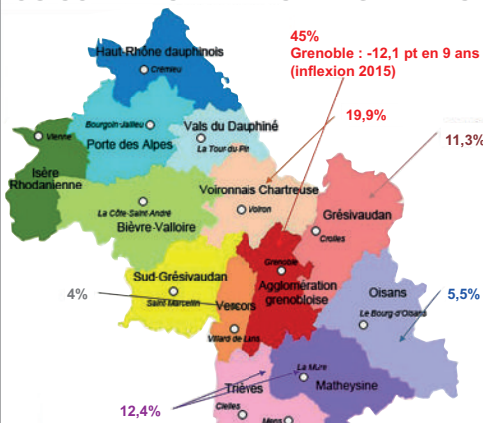 45%
Grenoble : -12,1 pt en 9 ans
(inflexion 2015)
Haut-Rhône dauphinois
Crémieu
19,9%
Bourgoin-Jallieu
Vals du Dauphiné
Vienne
Porte des Alpes
La Tour du Pin
11,3%
Isère
Rhodanienne
Voironnais Chartreuse
La Côte-Saint-André
Voiron
Grésivaudan
Bièvre-Valloire
Crolles
Grenoble
Sud-Grésivaudan
Agglomération
grenobloise
Oisans
4%
Saint-Marcellin
Vercors
5,5%
Le Bourg-d'Oisans
Villard de Lans
La Mure
Trièves
Matheysine
12,4%
Clelles
Mens